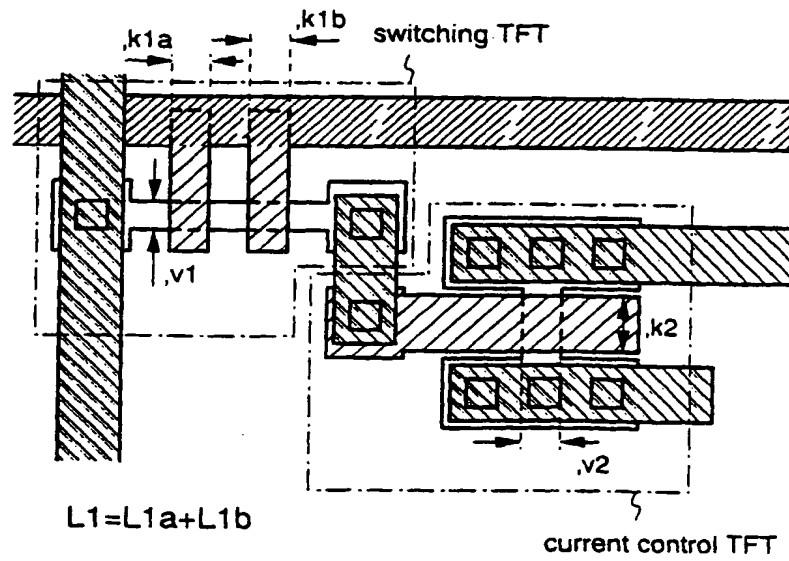 ,k1a
,k1b
switching TFT
,v1
,k2
,v2
L1=L1a+L1b
current control TFT